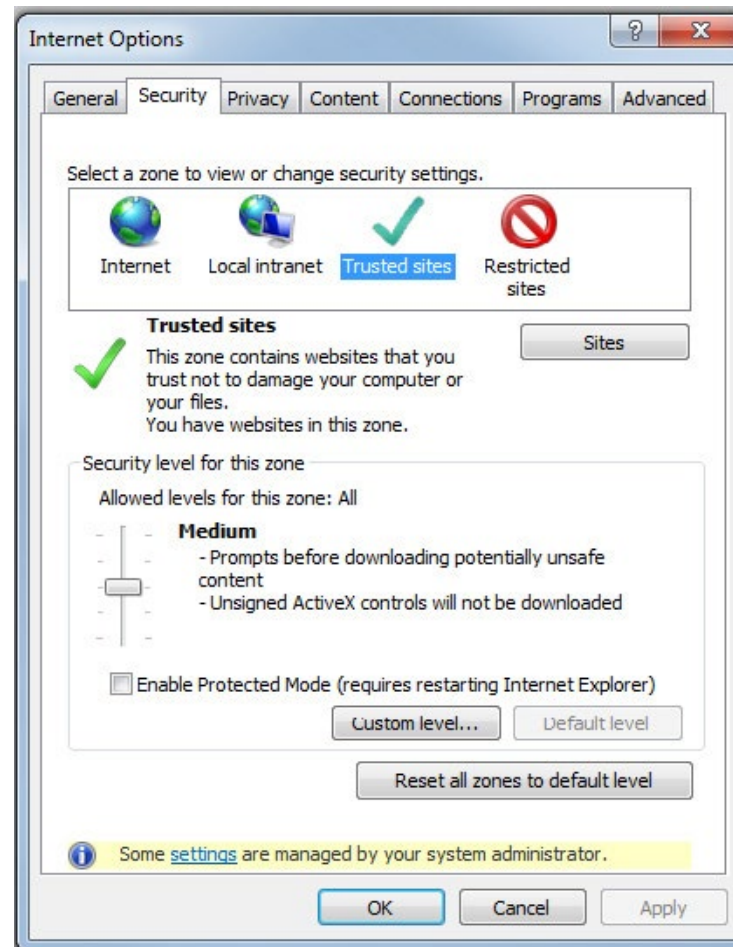 Internet Options
General Security Privacy Content Connections Programs Advanced
Select a zone to view or change security settings.
Internet Local intranet Trusted sites Restricted
sites
Trusted sites
Sites
This zone contains websites that you
trust not to damage your computer or
your files.
You have websites in this zone.
Security level for this zone
Allowed levels for this zone: All
Medium
- Prompts before downloading potentially unsafe
content
- Unsigned ActiveX controls will not be downloaded
Enable Protected Mode (requires restarting Internet Explorer)
Custom level... Default level
Reset all zones to default level
Some settings are managed by your system administrator.
OK Cancel Apply